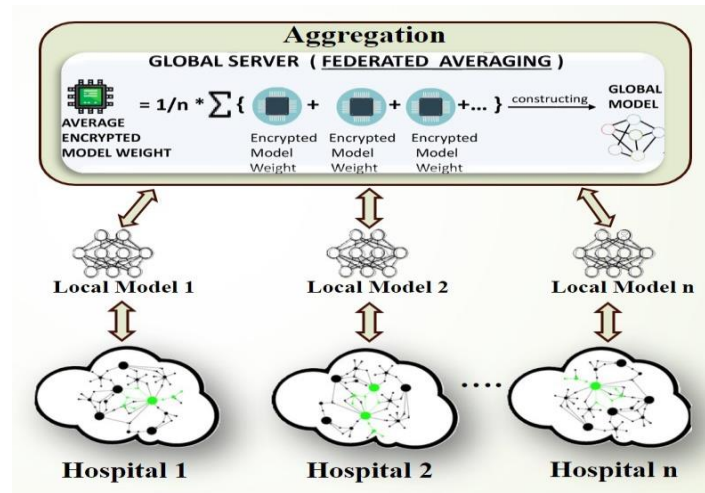 Aggregation
GLOBAL SERVER ( FEDERATED AVERAGING )
AVERAGE
ENCRYPTED
MODEL WEIGHT
= 1/n * ∑ { + + +... }
Encrypted
Model
Weight
Encrypted
Model
Weight
Encrypted
Model
Weight
constructing
GLOBAL
MODEL
Local Model 1
Local Model 2
Local Model n
....
Hospital 1
Hospital 2
Hospital n